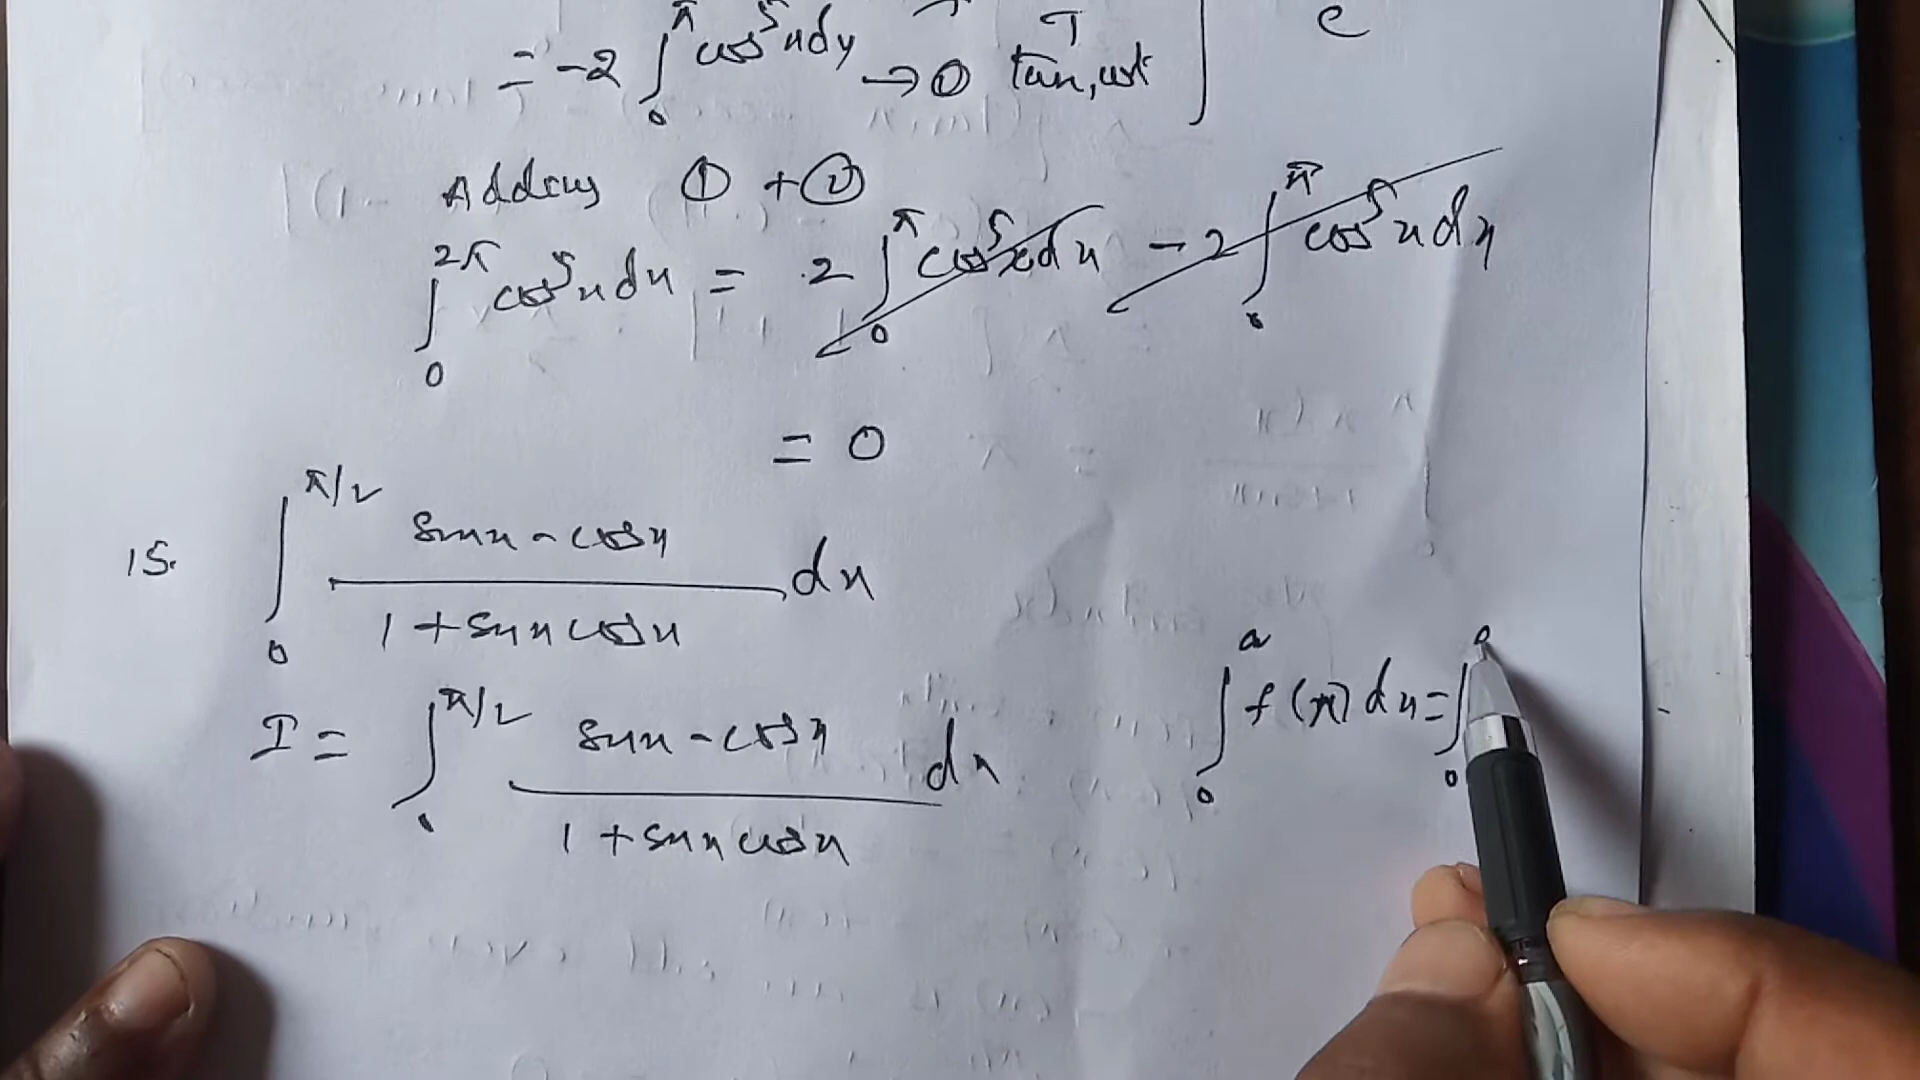 = -2 ∫₀^π cos⁵x dx → ① tan, cot
C
Adding ① + ②
∫₀^2π cos⁵x dx = 2 ∫₀^π cos⁵x dx - 2 ∫₀^π cos⁵x dx
= 0
15. ∫₀^π/2 (sinx - cosx)/(1 + sinx cosx) dx
I = ∫₀^π/2 (sinx - cosx)/(1 + sinx cosx) dx
∫₀^a f(x) dx = ∫₀^a